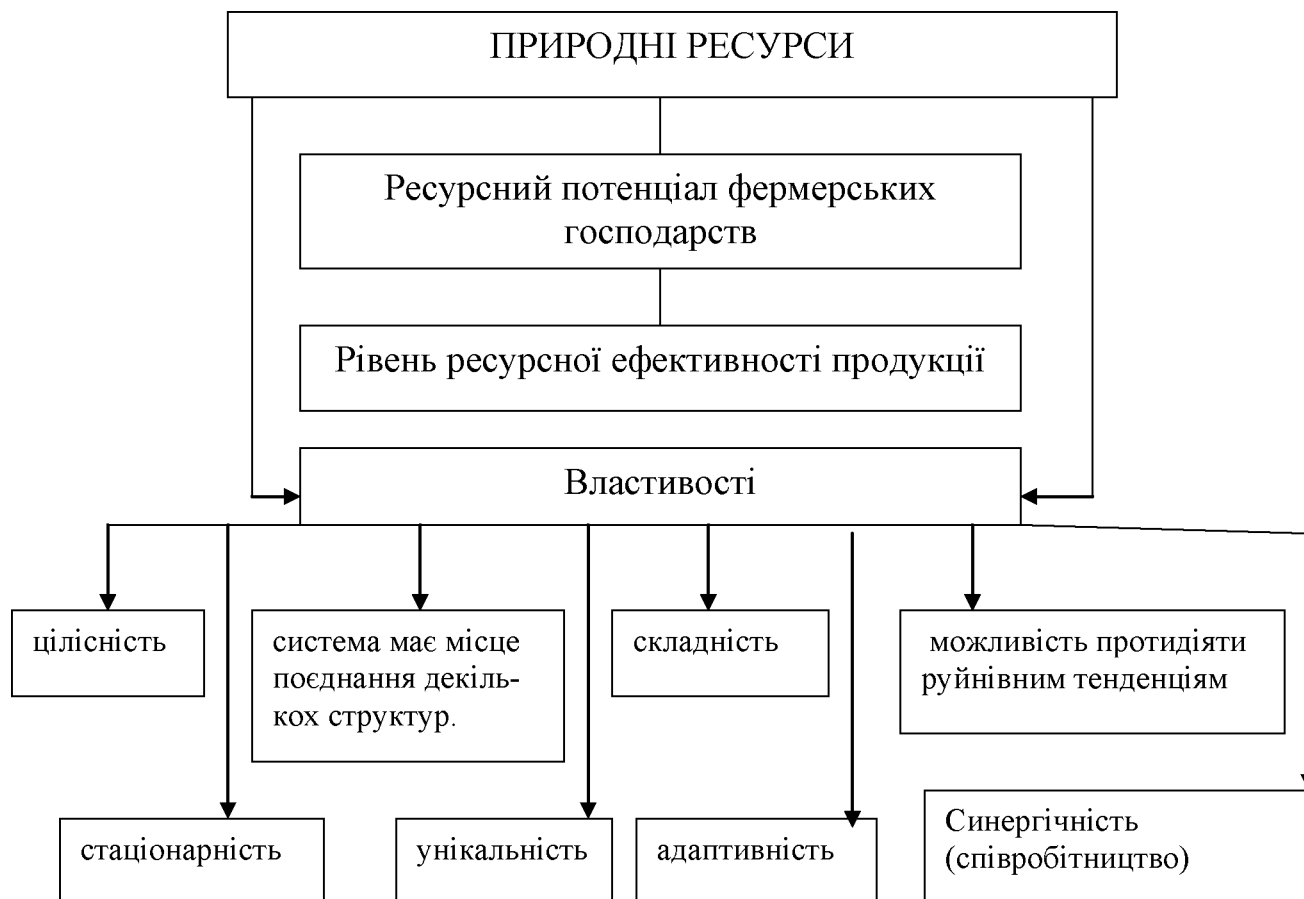 ПРИРОДНІ РЕСУРСИ
Ресурсний потенціал фермерських
господарств
Рівень ресурсної ефективності продукції
Властивості
цілісність
система має місце
поєднання декіль-
кох структур.
складність
можливість протидіяти
руйнівним тенденціям
стаціонарність
унікальність
адаптивність
Синергічність
(співробітництво)